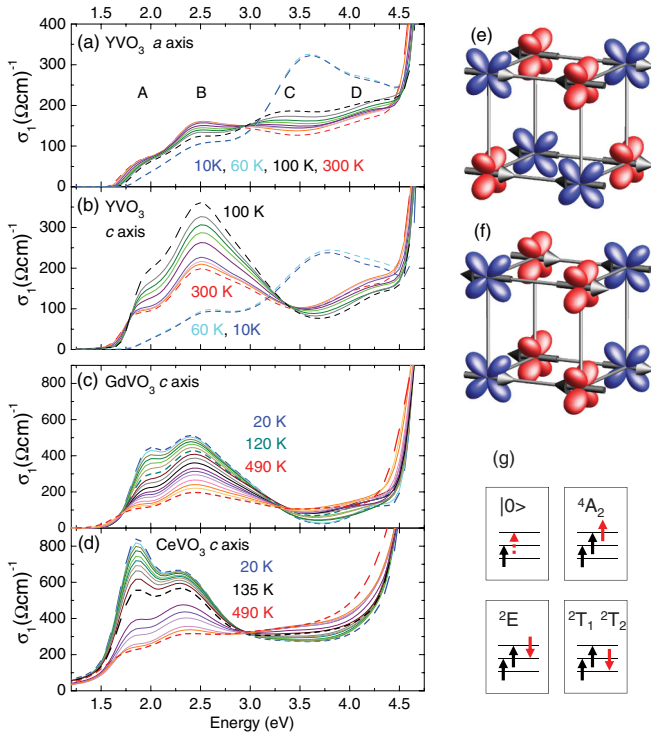 (a) YVO₃ a axis
A B C D
10K, 60 K, 100 K, 300 K
σ₁(Ωcm)⁻¹
400
300
200
100
0
1.5 2.0 2.5 3.0 3.5 4.0 4.5
(b) YVO₃
c axis
100 K
300 K
60 K, 10K
σ₁(Ωcm)⁻¹
300
200
100
0
(c) GdVO₃ c axis
20 K
120 K
490 K
σ₁(Ωcm)⁻¹
800
600
400
200
0
(d) CeVO₃ c axis
20 K
135 K
490 K
σ₁(Ωcm)⁻¹
800
600
400
200
0
1.5 2.0 2.5 3.0 3.5 4.0 4.5
Energy (eV)
(e)
(f)
(g)
|0>
⁴A₂
²E
²T₁ ²T₂